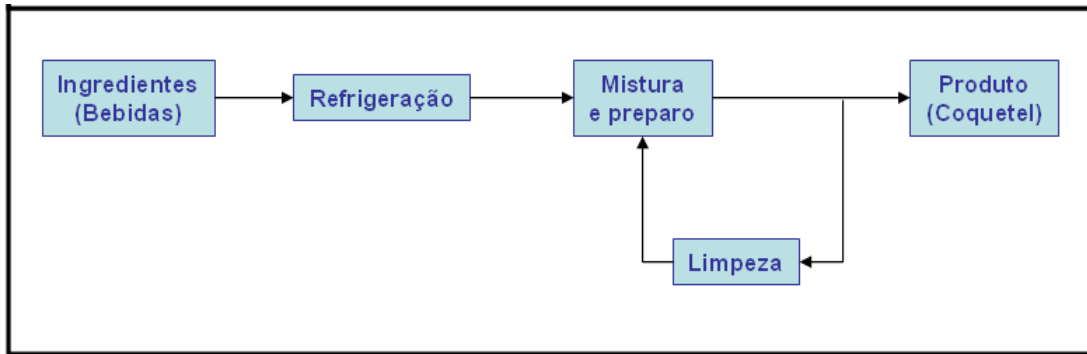 Ingredientes
(Bebidas)
Refrigeração
Mistura
e preparo
Produto
(Coquetel)
Limpeza